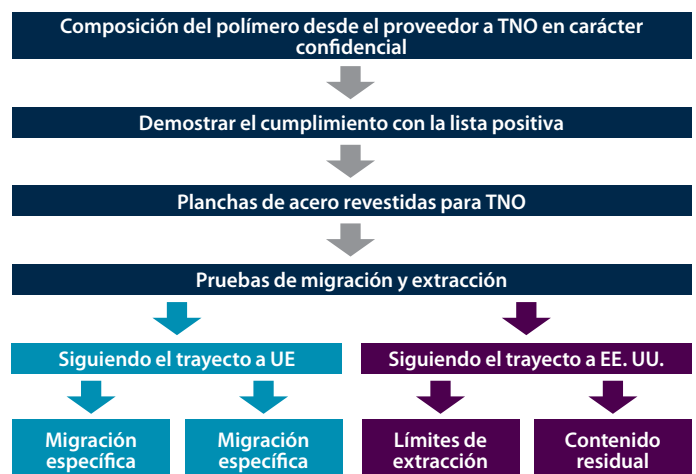 Composición del polímero desde el proveedor a TNO en carácter
confidencial
Demostrar el cumplimiento con la lista positiva
Planchas de acero revestidas para TNO
Pruebas de migración y extracción
Siguiendo el trayecto a UE
Siguiendo el trayecto a EE. UU.
Migración
específica
Migración
específica
Límites de
extracción
Contenido
residual